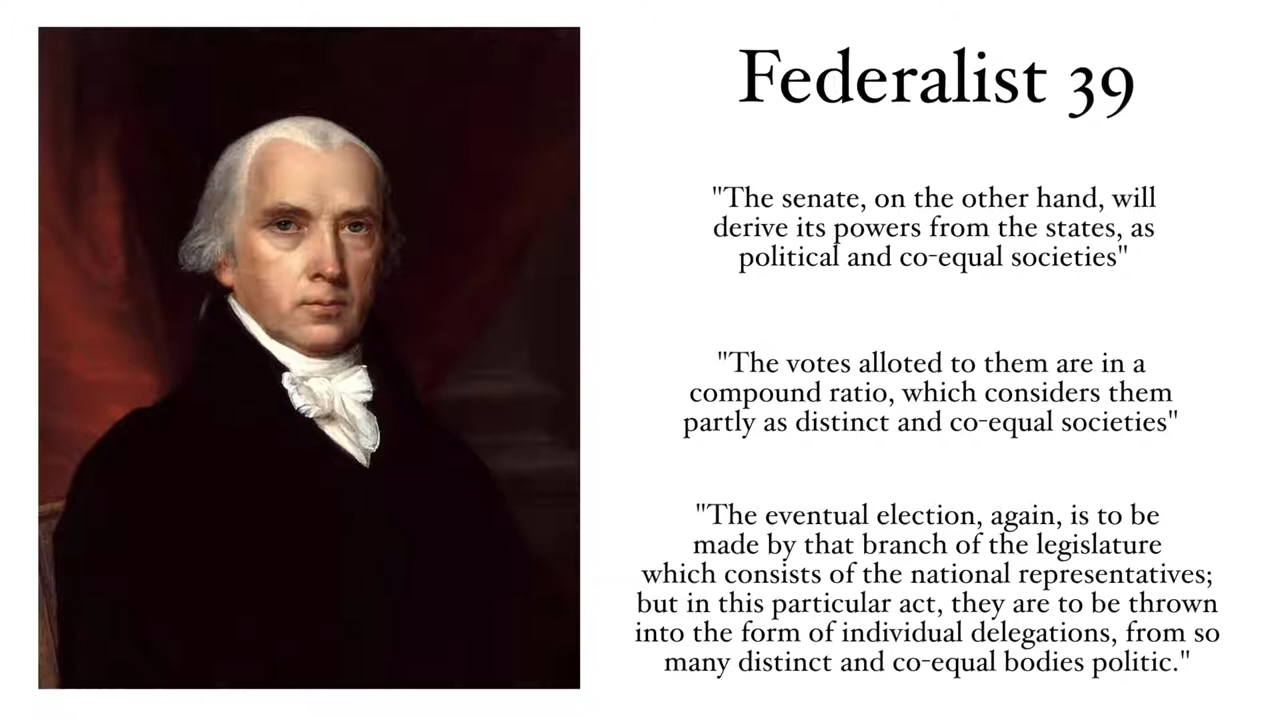 Federalist 39
"The senate, on the other hand, will
derive its powers from the states, as
political and co-equal societies"
"The votes alloted to them are in a
compound ratio, which considers them
partly as distinct and co-equal societies"
"The eventual election, again, is to be
made by that branch of the legislature
which consists of the national representatives;
but in this particular act, they are to be thrown
into the form of individual delegations, from so
many distinct and co-equal bodies politic."